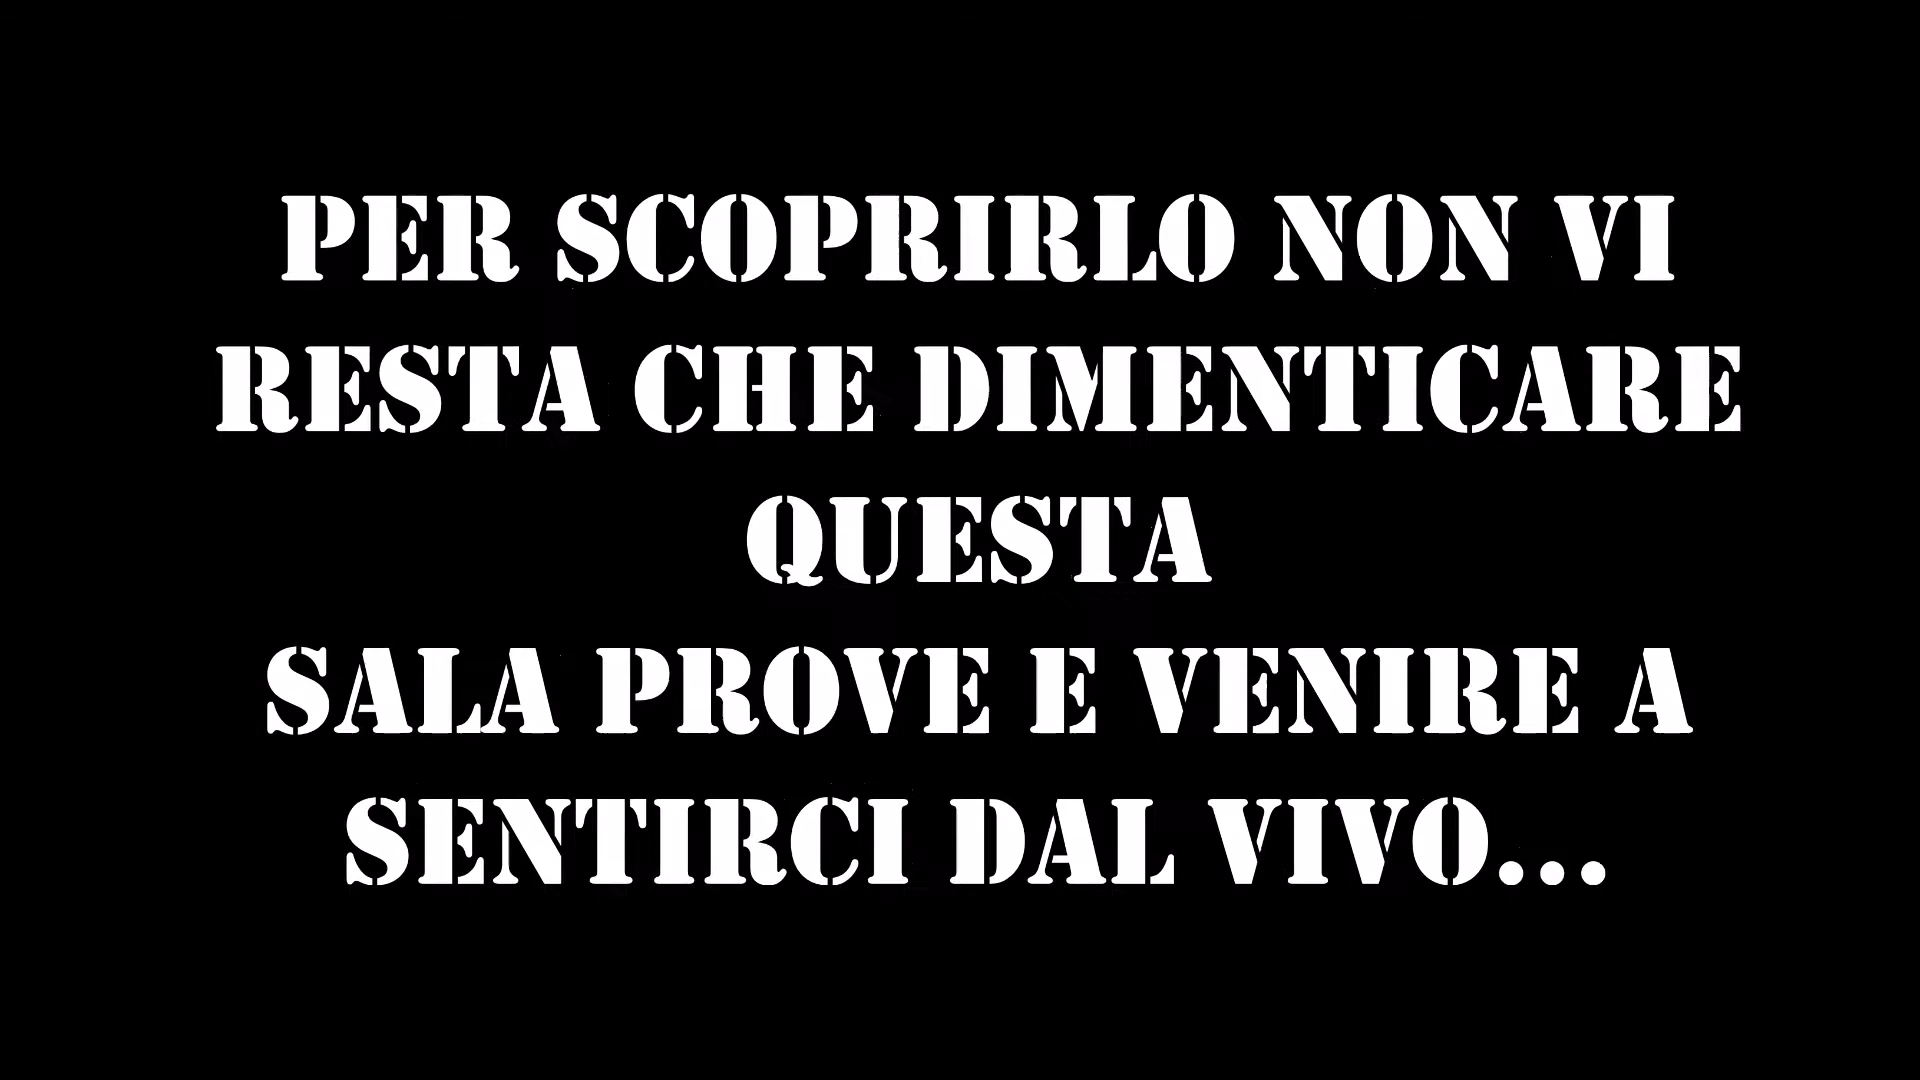 PER SCOPRIRLO NON VI
RESTA CHE DIMENTICARE
QUESTA
SALA PROVE E VENIRE A
SENTIRCI DAL VIVO...